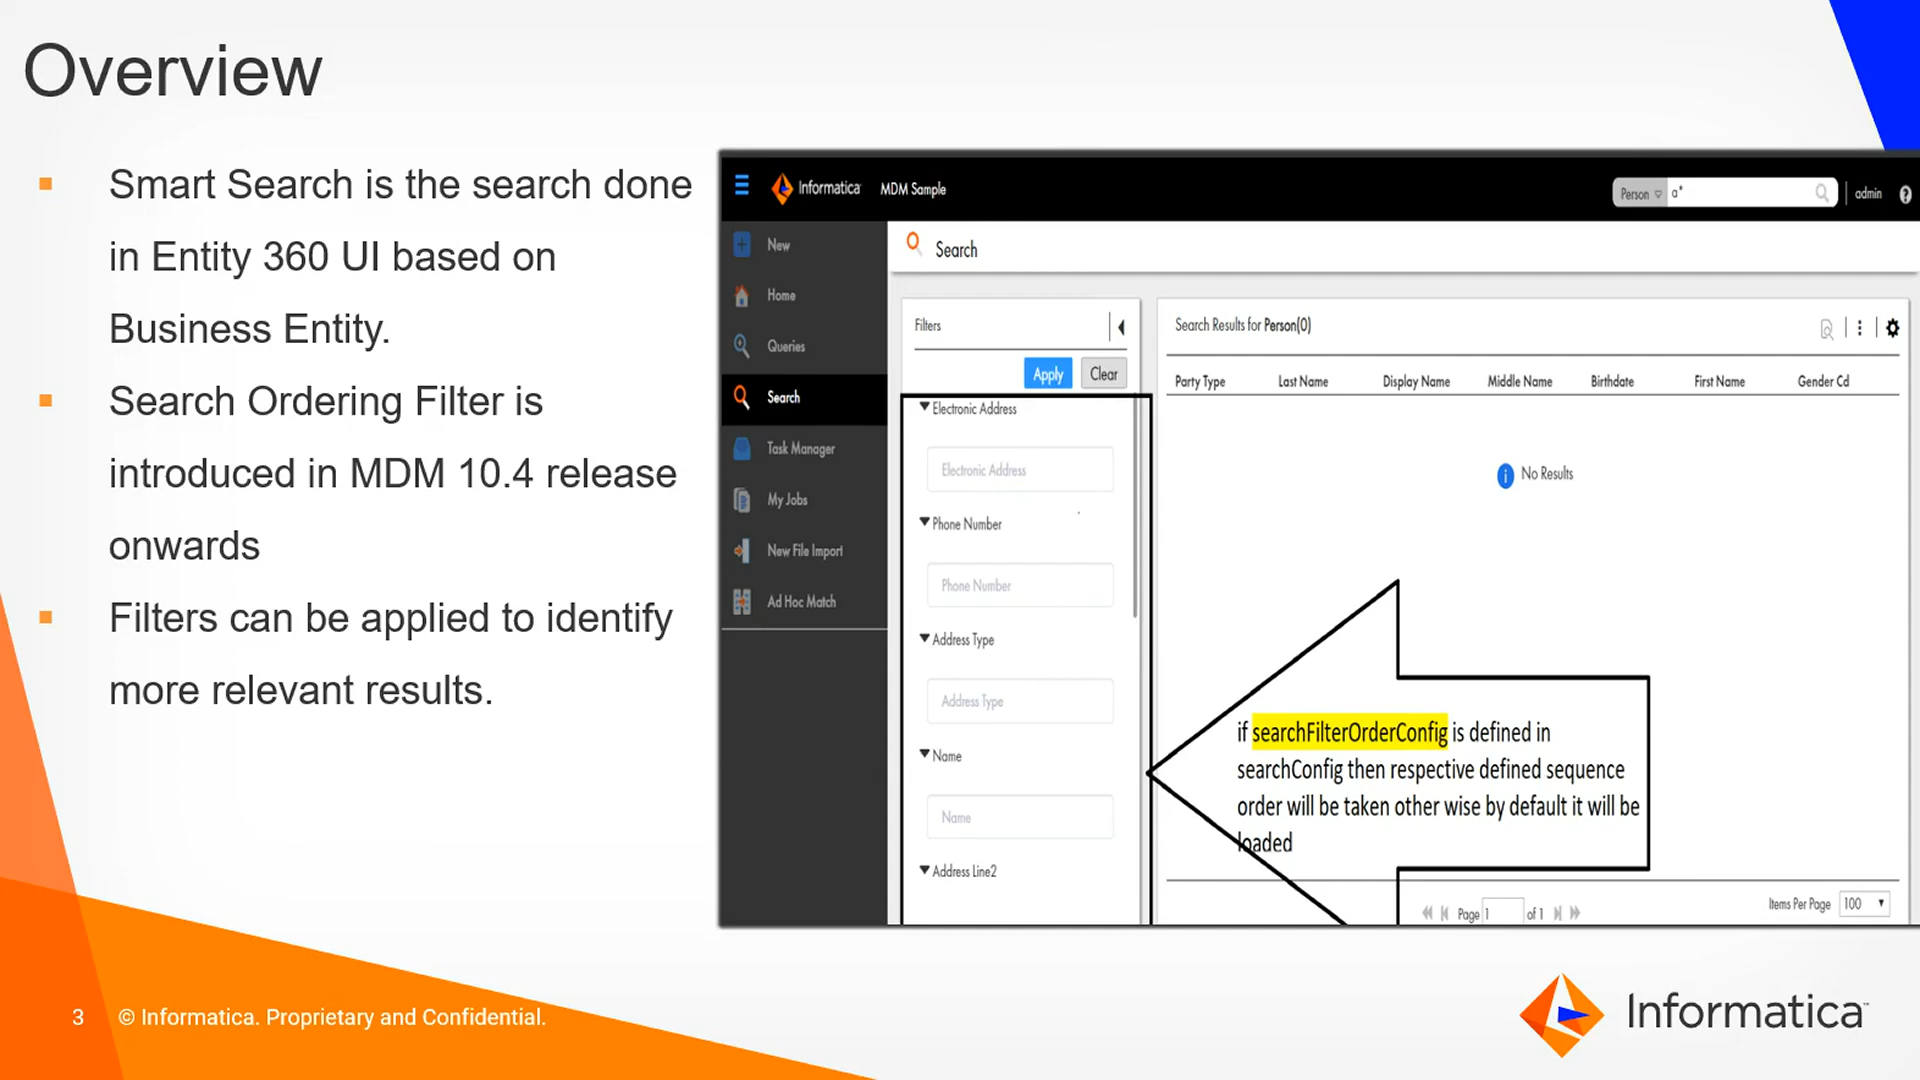 Overview
Smart Search is the search done
in Entity 360 UI based on
Business Entity.
Search Ordering Filter is
introduced in MDM 10.4 release
onwards
Filters can be applied to identify
more relevant results.
Informatica MDM Sample
Person a*
admin
New
Home
Queries
Search
Task Manager
My Jobs
New File Import
Ad Hoc Match
Search
Filters
Apply Clear
Electronic Address
Electronic Address
Phone Number
Phone Number
Address Type
Address Type
Name
Name
Address Line2
Search Results for Person(0)
Party Type Last Name Display Name Middle Name Birthdate First Name Gender Cd
No Results
if searchFilterOrderConfig is defined in
searchConfig then respective defined sequence
order will be taken other wise by default it will be
loaded
Page 1 of 1
Items Per Page 100
3 © Informatica. Proprietary and Confidential.
Informatica™